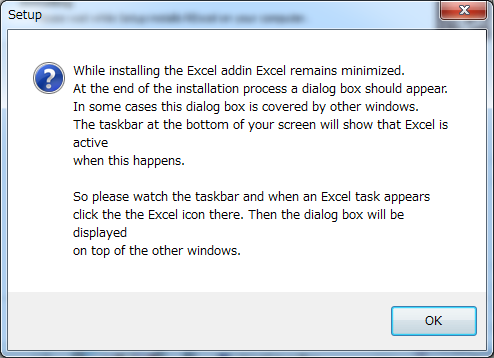 Setup
While installing the Excel addin Excel remains minimized.
At the end of the installation process a dialog box should appear.
In some cases this dialog box is covered by other windows.
The taskbar at the bottom of your screen will show that Excel is
active
when this happens.
So please watch the taskbar and when an Excel task appears
click the the Excel icon there. Then the dialog box will be
displayed
on top of the other windows.
OK